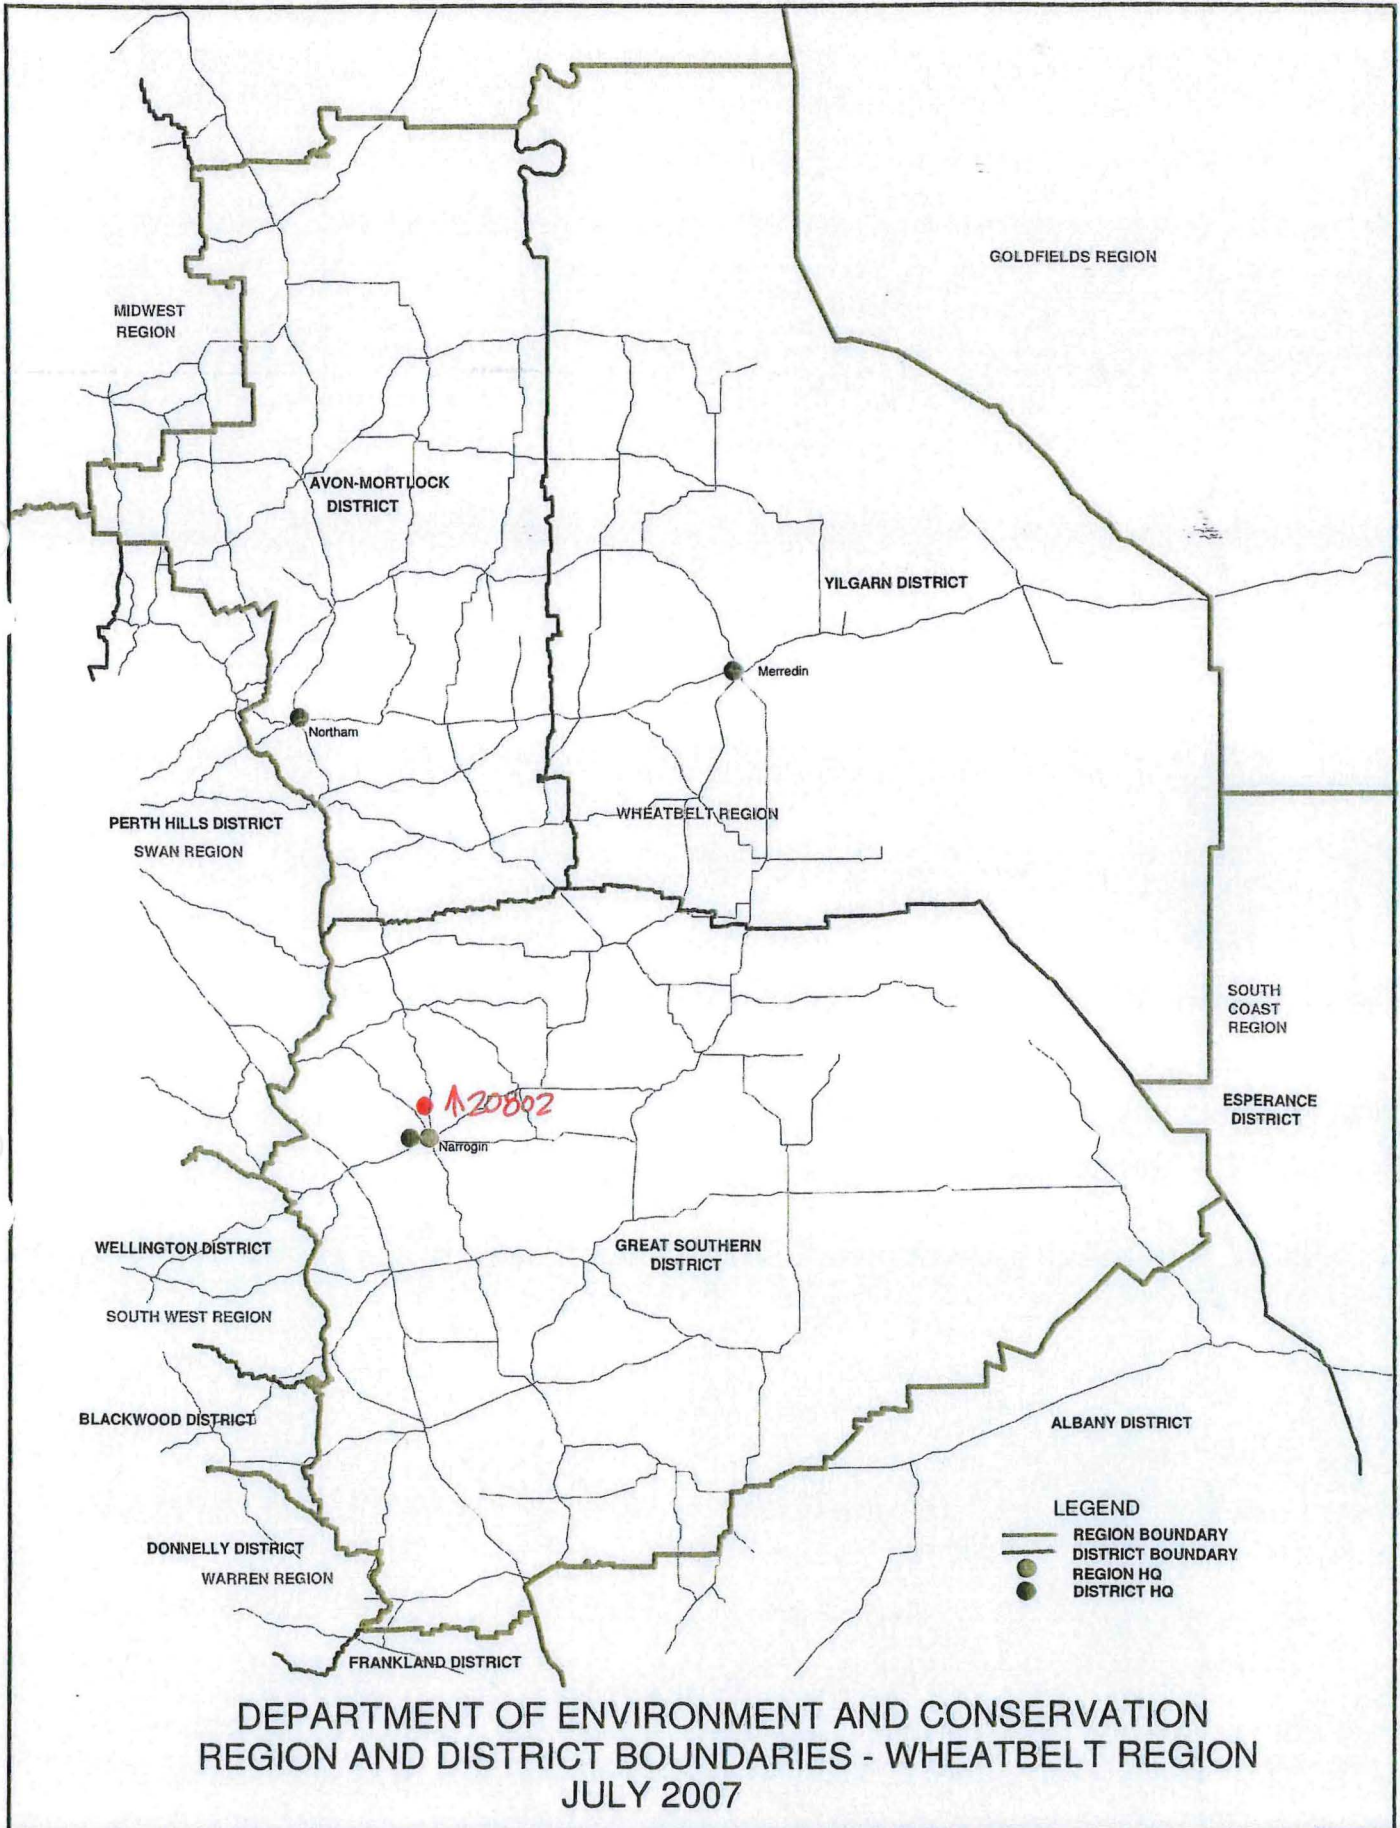 GOLDFIELDS REGION
MIDWEST
REGION
AVON-MORTLOCK
DISTRICT
YILGARN DISTRICT
Merredin
Northam
WHEATBELT REGION
PERTH HILLS DISTRICT
SWAN REGION
SOUTH
COAST
REGION
ESPERANCE
DISTRICT
↑20802
Narrogin
WELLINGTON DISTRICT
GREAT SOUTHERN
DISTRICT
SOUTH WEST REGION
BLACKWOOD DISTRICT
ALBANY DISTRICT
LEGEND
REGION BOUNDARY
DISTRICT BOUNDARY
REGION HQ
DISTRICT HQ
DONNELLY DISTRICT
WARREN REGION
FRANKLAND DISTRICT
DEPARTMENT OF ENVIRONMENT AND CONSERVATION
REGION AND DISTRICT BOUNDARIES - WHEATBELT REGION
JULY 2007